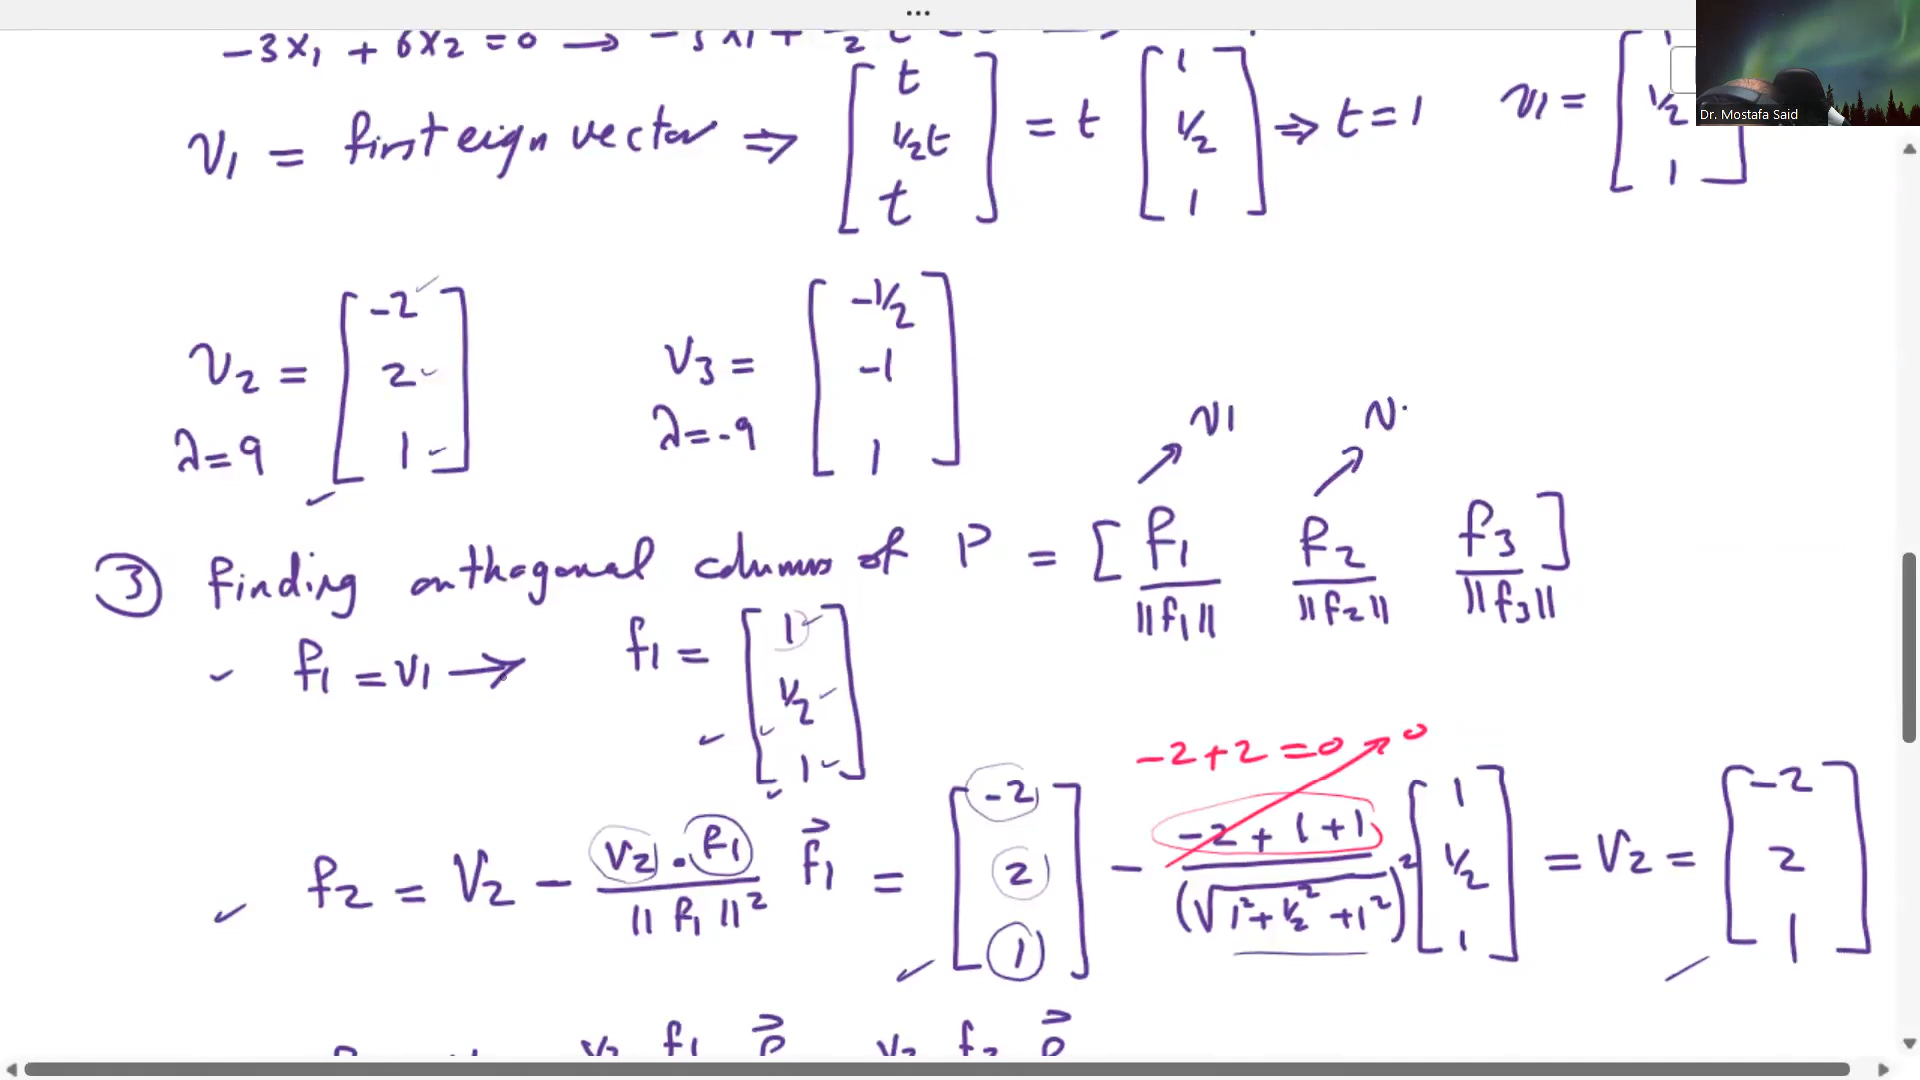 -3x₁ + 6x₂ = 0 →
v₁ = first eign vector ⇒ [t ½t t] = t [1 ½ 1] ⇒ t = 1 v₁ = [ ½ 1]
Dr. Mostafa Said
v₂ = [-2 2 1] v₃ = [-½ -1 1]
λ = 9 λ = -9
v₁
③ finding orthagonal columns of P = [f₁/||f₁|| f₂/||f₂|| f₃/||f₃||]
f₁ = v₁ → f₁ = [1 ½ 1]
-2 + 2 = 0 0
f₂ = v₂ - (v₂ . f₁)/||f₁||² f₁ = [-2 2 1] - (-2 + 1 + 1)/(√1² + ½² + 1²)² [1 ½ 1] = v₂ = [-2 2 1]